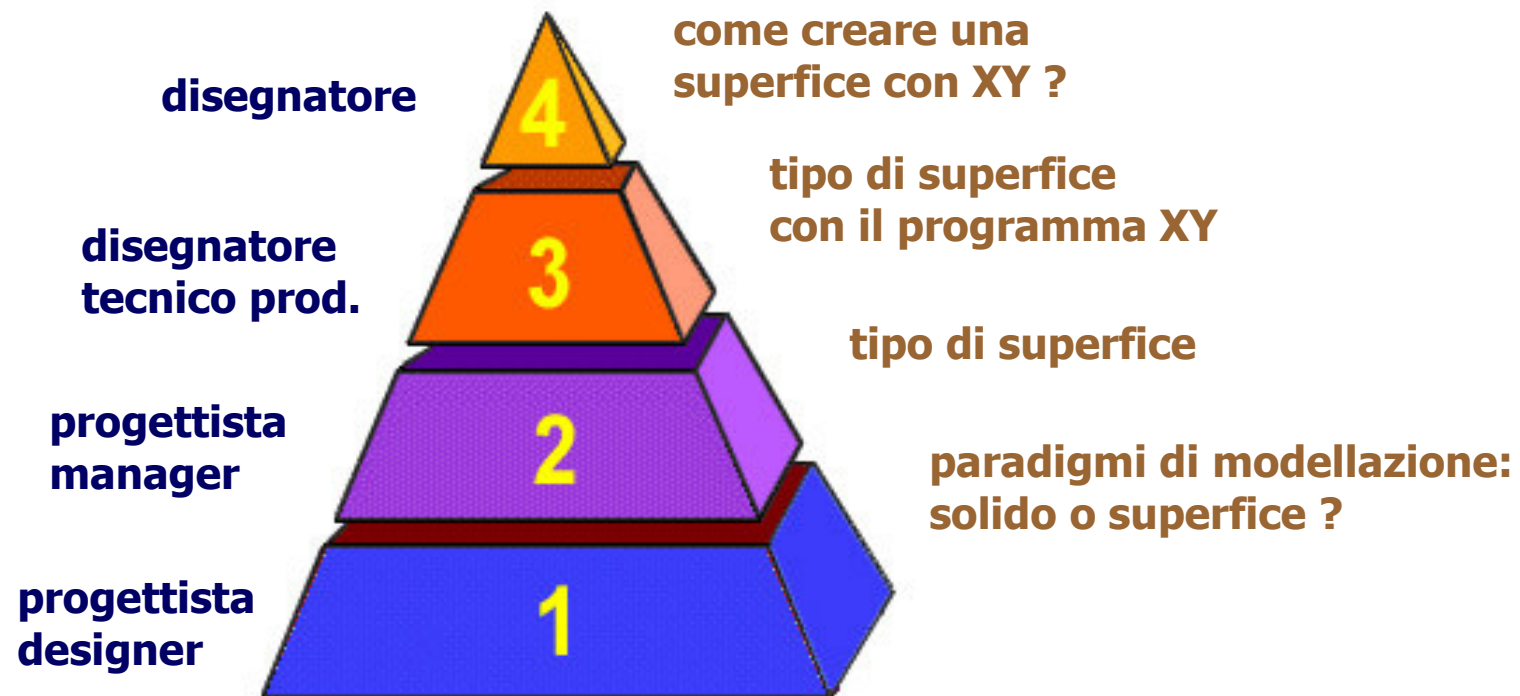 come creare una
superfice con XY ?
disegnatore
4
tipo di superfice
con il programma XY
disegnatore
tecnico prod.
3
tipo di superfice
progettista
manager
2
paradigmi di modellazione:
solido o superfice ?
progettista
designer
1